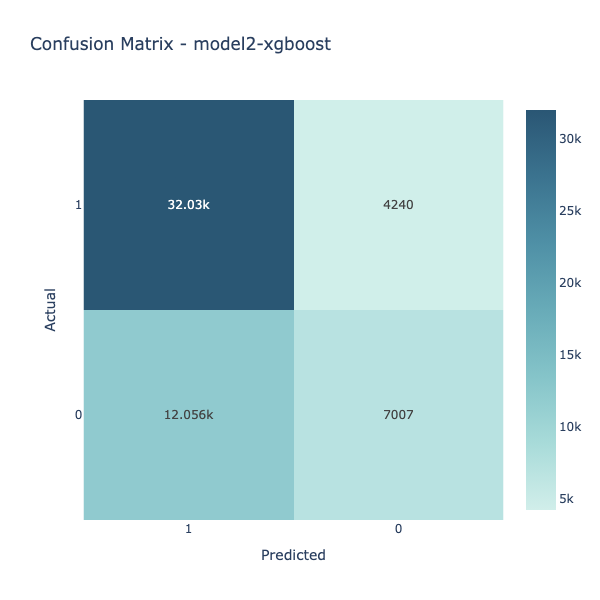 Confusion Matrix - model2-xgboost
30k
1 32.03k 4240
25k
20k
Actual
15k
10k
0 12.056k 7007
5k
1 0
Predicted